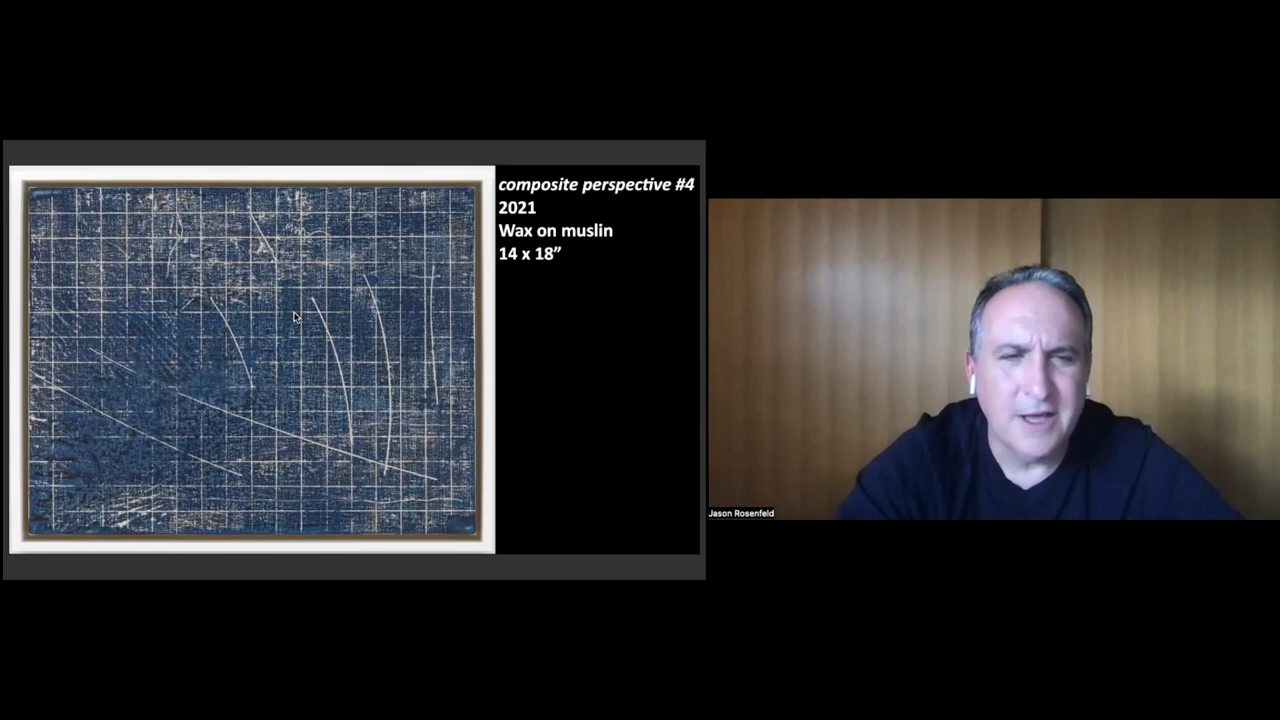 composite perspective #4
2021
Wax on muslin
14 x 18”
Jason Rosenfeld